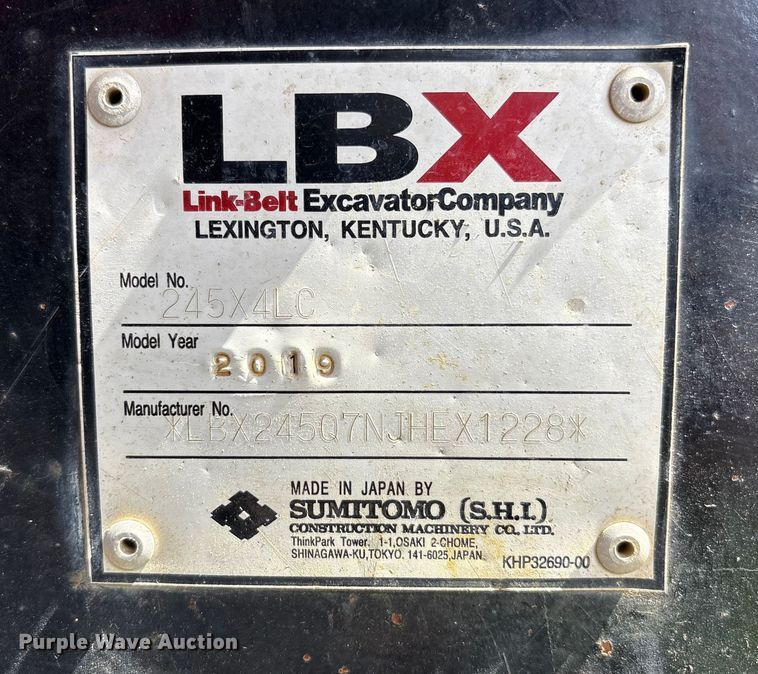 LBX
Link-Belt Excavator Company
LEXINGTON, KENTUCKY, U.S.A.
Model No.
245X4LC
Model Year
2019
Manufacturer No.
*LBX245Q7NJHEX1228*
MADE IN JAPAN BY
SUMITOMO (S.H.I.)
CONSTRUCTION MACHINERY CO., LTD.
ThinkPark Tower. 1-1,OSAKI 2-CHOME,
SHINAGAWA-KU,TOKYO. 141-6025,JAPAN.
KHP32690-00
Purple Wave Auction